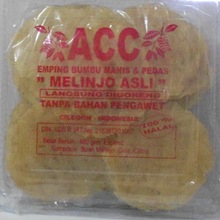 ACC
EMPING BUMBU MANIS & PEDAS
" MELINJO ASLI "
LANGSUNG DIGORENG
TANPA BAHAN PENGAWET
CILEGON - INDONESIA
100 %
HALAL